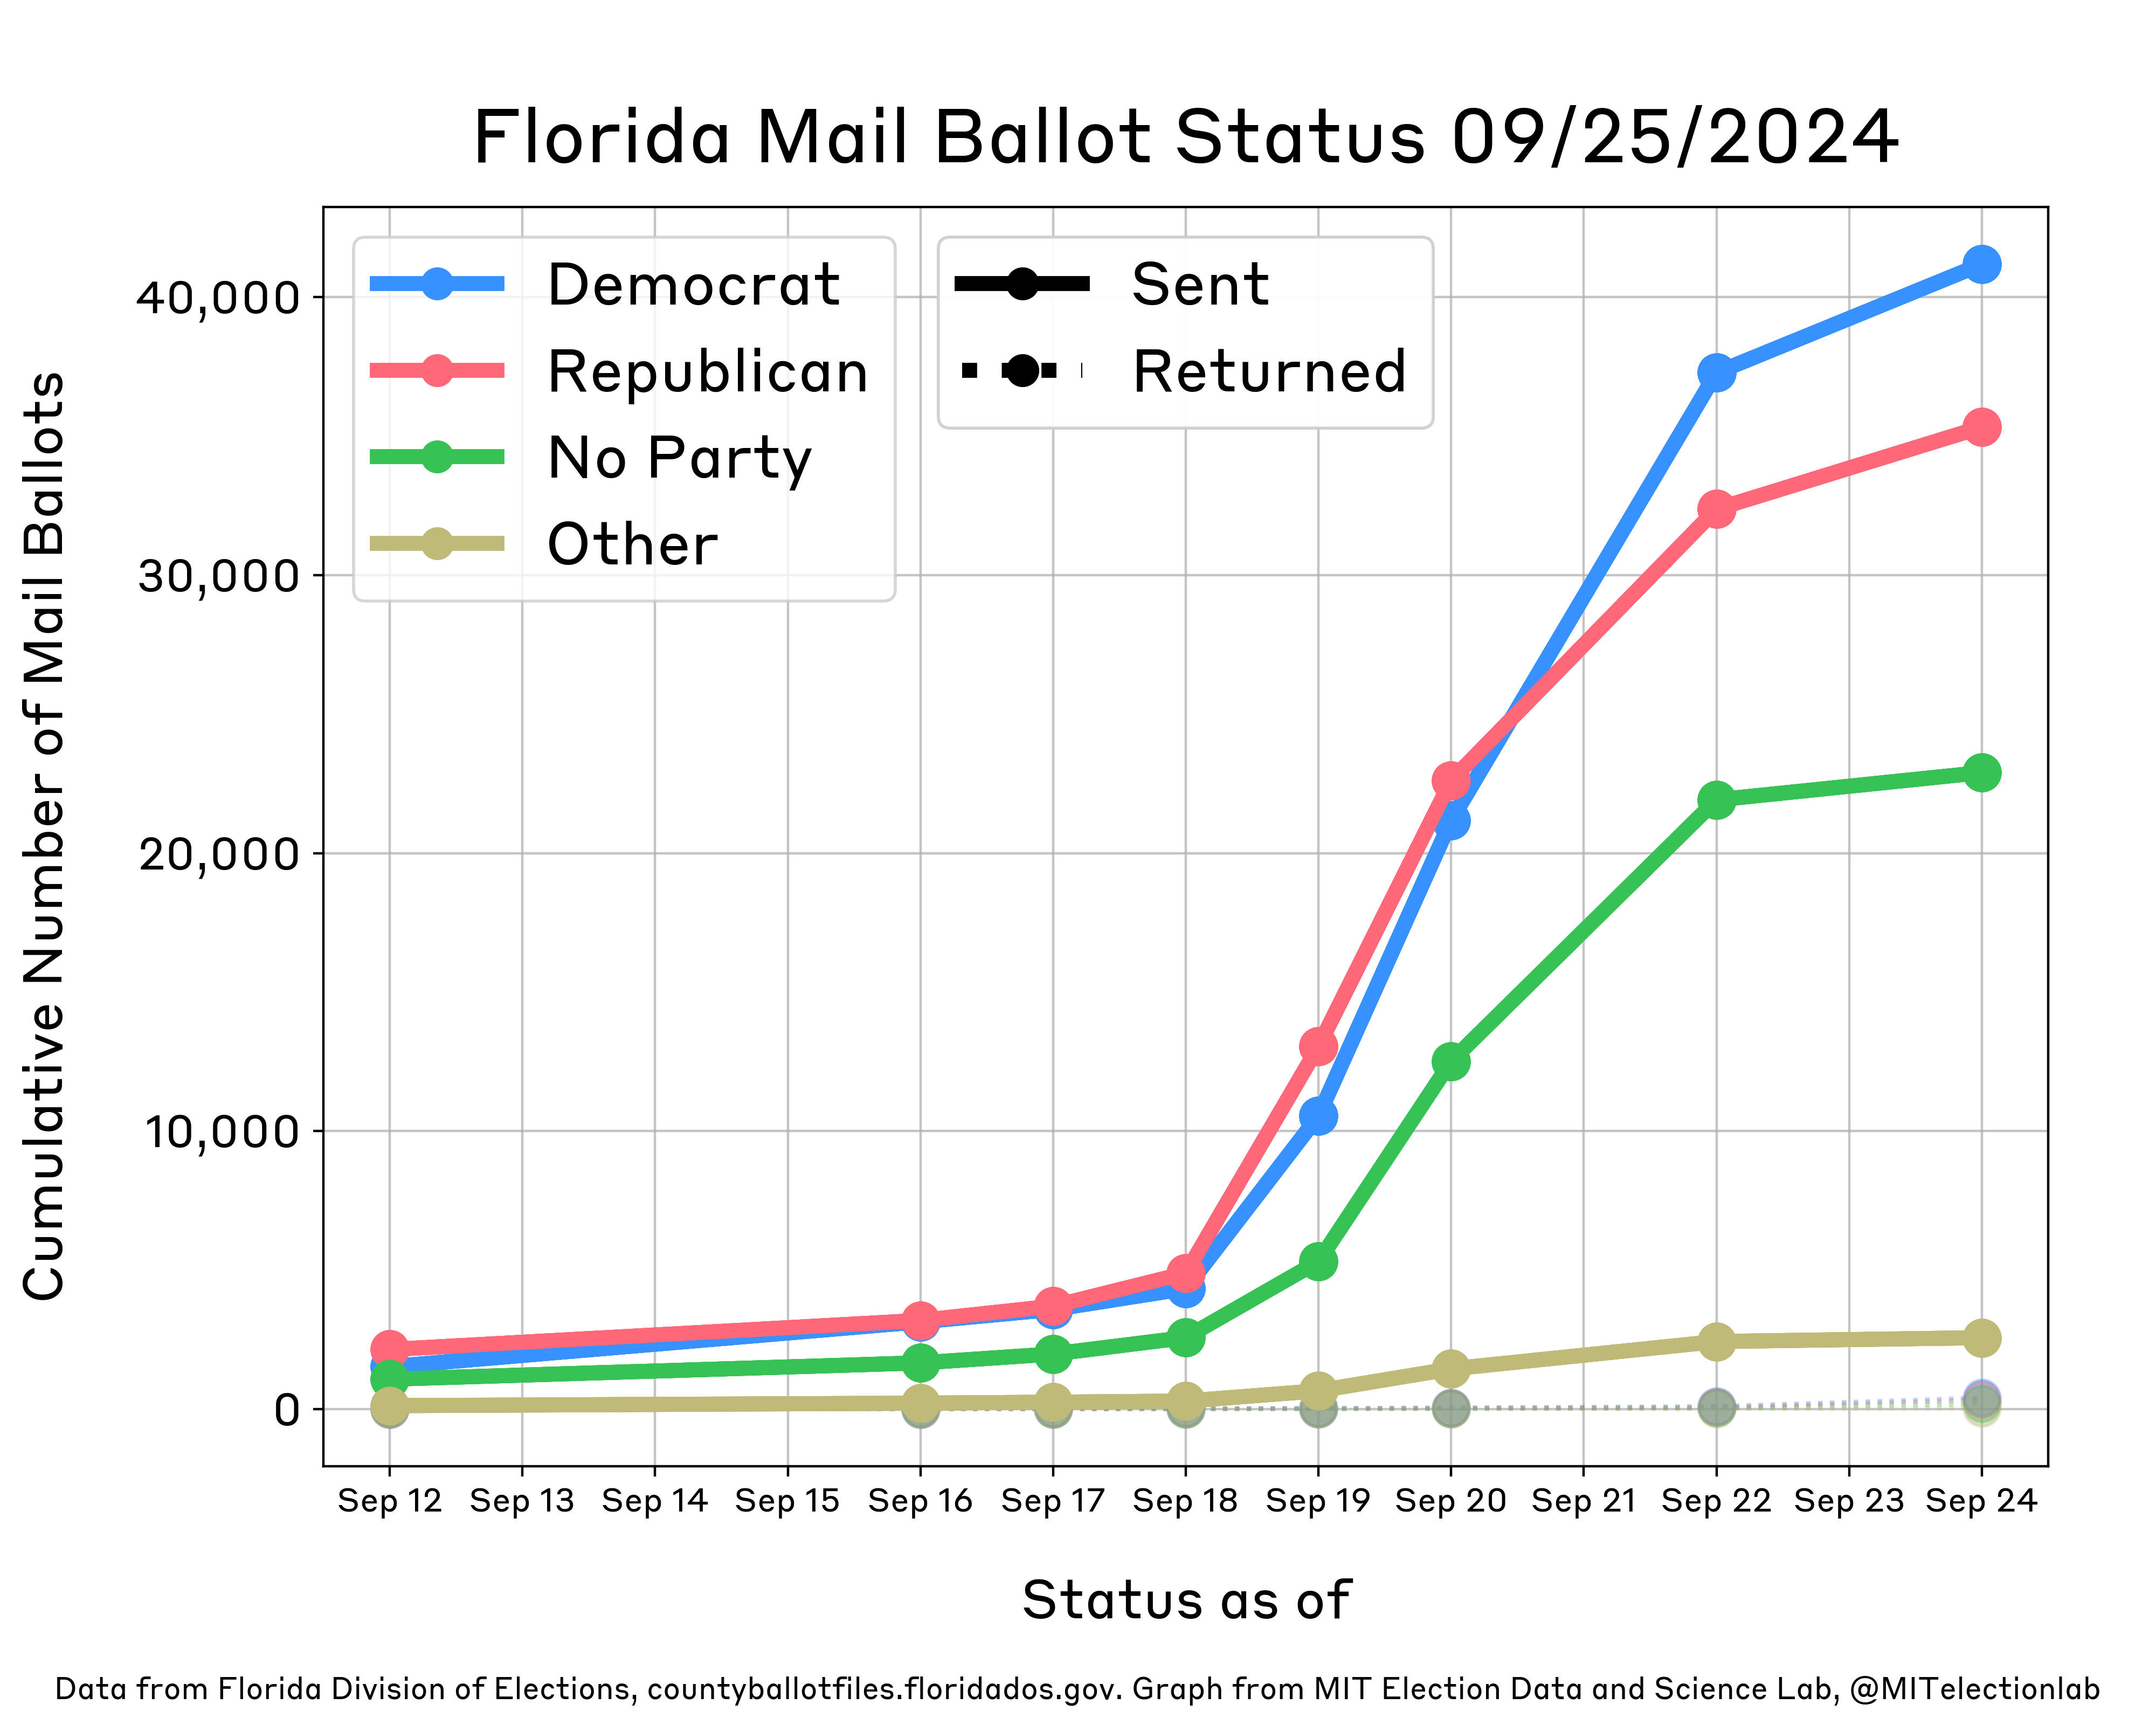 Florida Mail Ballot Status 09/25/2024
Democrat
Republican
No Party
Other
Sent
Returned
Cumulative Number of Mail Ballots
40,000
30,000
20,000
10,000
0
Sep 12 Sep 13 Sep 14 Sep 15 Sep 16 Sep 17 Sep 18 Sep 19 Sep 20 Sep 21 Sep 22 Sep 23 Sep 24
Status as of
Data from Florida Division of Elections, countyballotfiles.floridados.gov. Graph from MIT Election Data and Science Lab, @MITelectionlab